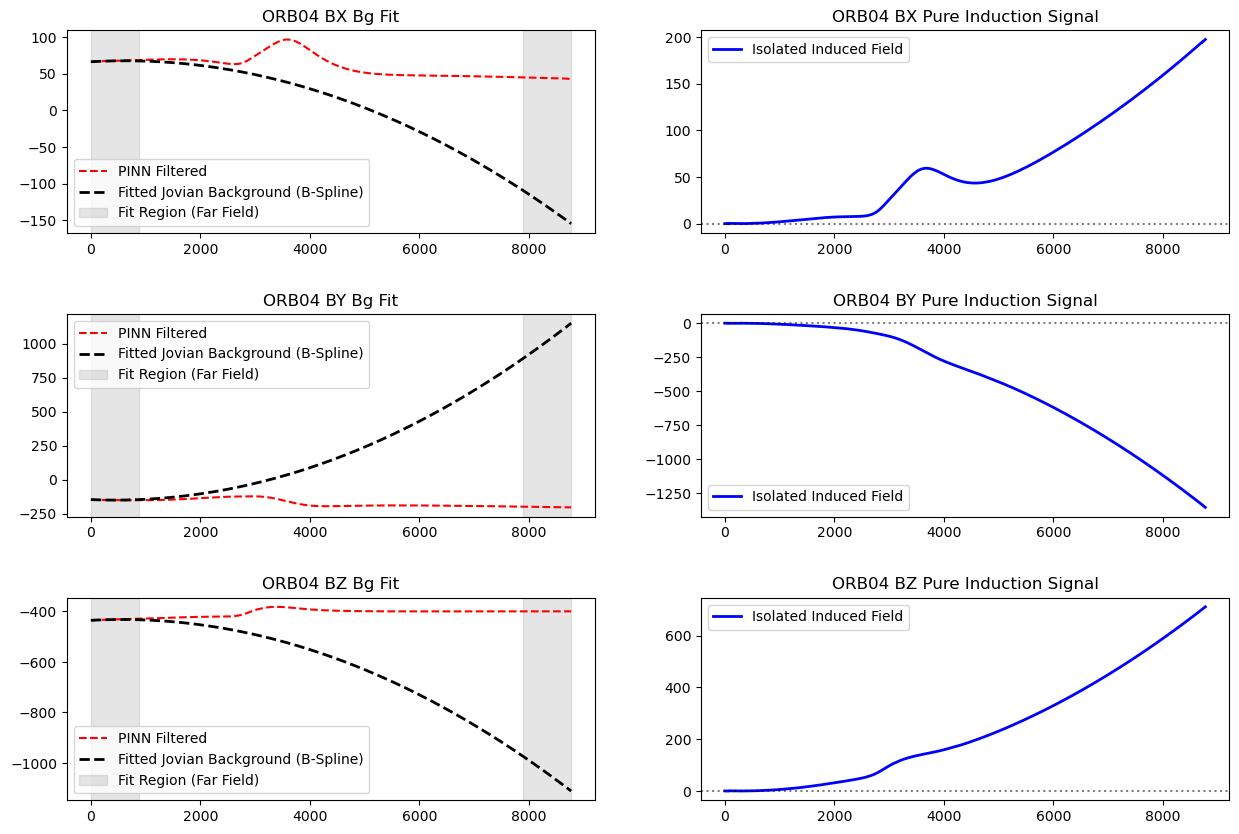 ORB04 BX Bg Fit
100
50
0
−50
−100
−150
PINN Filtered
Fitted Jovian Background (B-Spline)
Fit Region (Far Field)
0 2000 4000 6000 8000
ORB04 BX Pure Induction Signal
200
150
100
50
0
Isolated Induced Field
0 2000 4000 6000 8000
ORB04 BY Bg Fit
1000
750
500
250
0
−250
PINN Filtered
Fitted Jovian Background (B-Spline)
Fit Region (Far Field)
0 2000 4000 6000 8000
ORB04 BY Pure Induction Signal
0
−250
−500
−750
−1000
−1250
Isolated Induced Field
0 2000 4000 6000 8000
ORB04 BZ Bg Fit
−400
−600
−800
−1000
PINN Filtered
Fitted Jovian Background (B-Spline)
Fit Region (Far Field)
0 2000 4000 6000 8000
ORB04 BZ Pure Induction Signal
600
400
200
0
Isolated Induced Field
0 2000 4000 6000 8000